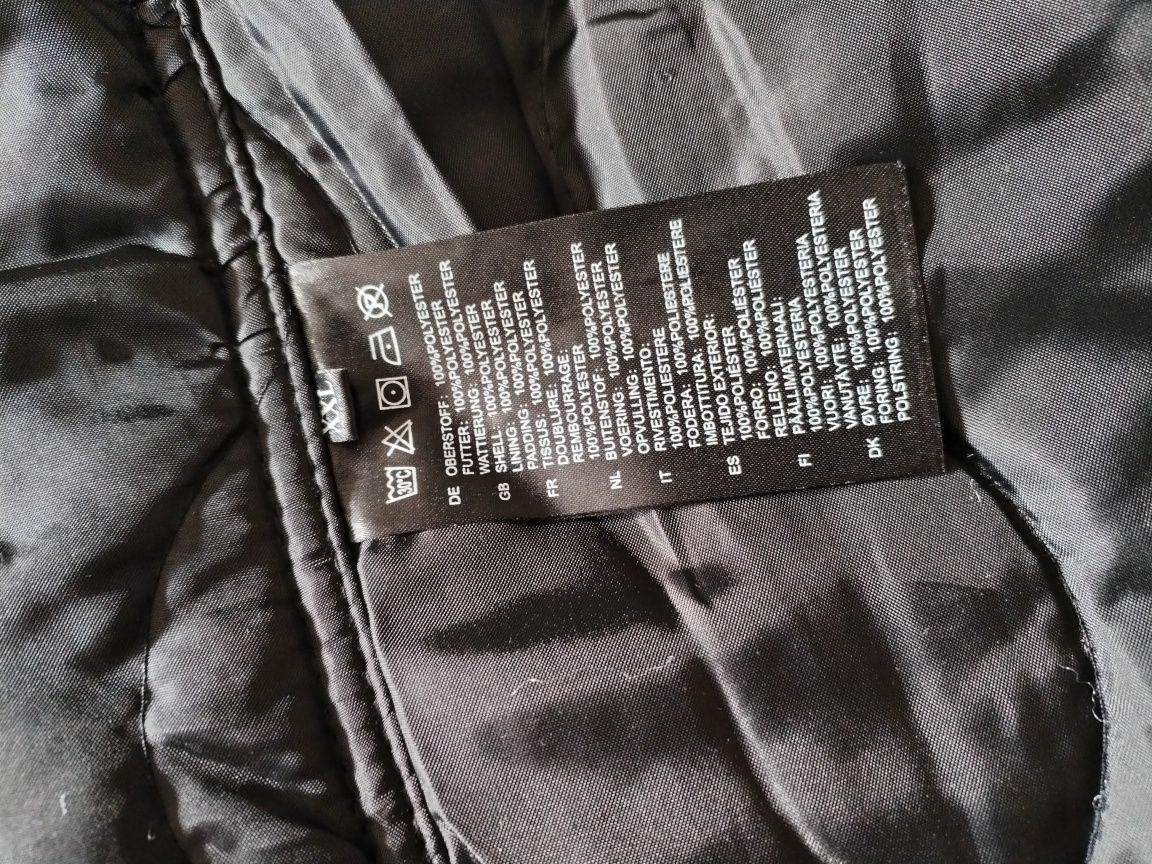 XXL
30°C
DE OBERSTOFF: 100%POLYESTER
FUTTER: 100%POLYESTER
WATTIERUNG: 100%POLYESTER
GB SHELL: 100%POLYESTER
LINING: 100%POLYESTER
PADDING: 100%POLYESTER
FR TISSUS: 100%POLYESTER
DOUBLURE:
REMBOURRAGE:
100%POLYESTER
NL BUITENSTOF: 100%POLYESTER
VOERING: 100%POLYESTER
OPVULLING: 100%POLYESTER
IT RIVESTIMENTO:
100%POLIESTERE
FODERA: 100%POLIESTERE
IMBOTTITURA: 100%POLIESTERE
ES TEJIDO EXTERIOR:
100%POLIÉSTER
FORRO: 100%POLIÉSTER
RELLENO: 100%POLIÉSTER
FI PÄÄLLIMATERIAALI:
100%POLYESTERIA
VUORI: 100%POLYESTERIA
VANUTÄYTE: 100%POLYESTERIA
DK ØVRE: 100%POLYESTER
FORING: 100%POLYESTER
POLSTRING: 100%POLYESTER